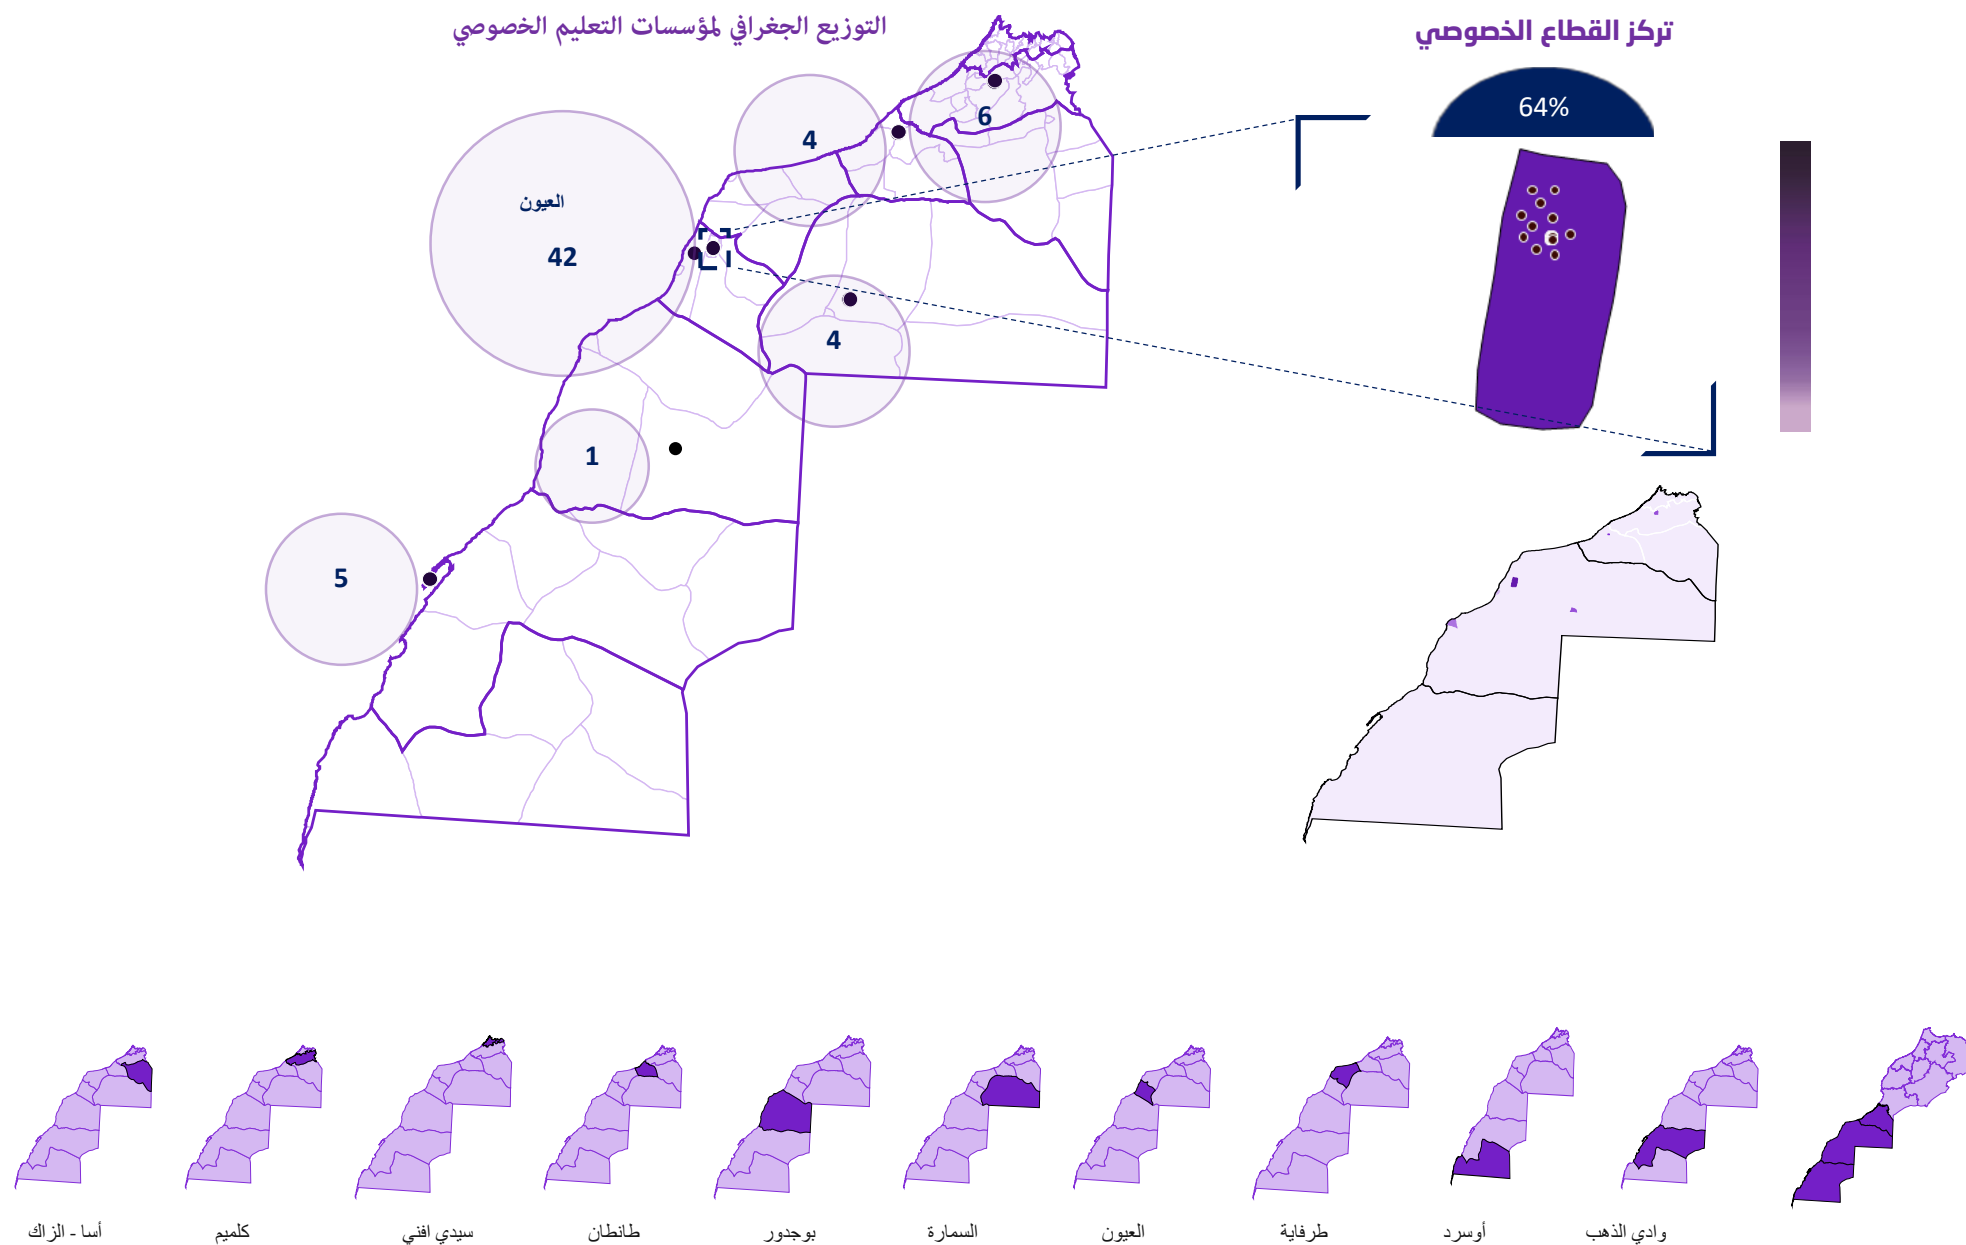 التوزيع الجغرافي لمؤسسات التعليم الخصوصي
تركز القطاع الخصوصي
64%
6
4
العيون
42
4
1
5
أسا - الزاك
كلميم
سيدي افني
طانطان
بوجدور
السمارة
العيون
طرفاية
أوسرد
وادي الذهب